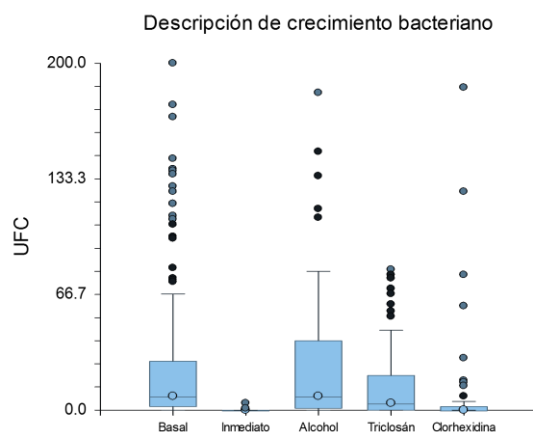 Descripción de crecimiento bacteriano
200.0
133.3
UFC
66.7
0.0
Basal Inmediato Alcohol Triclosán Clorhexidina